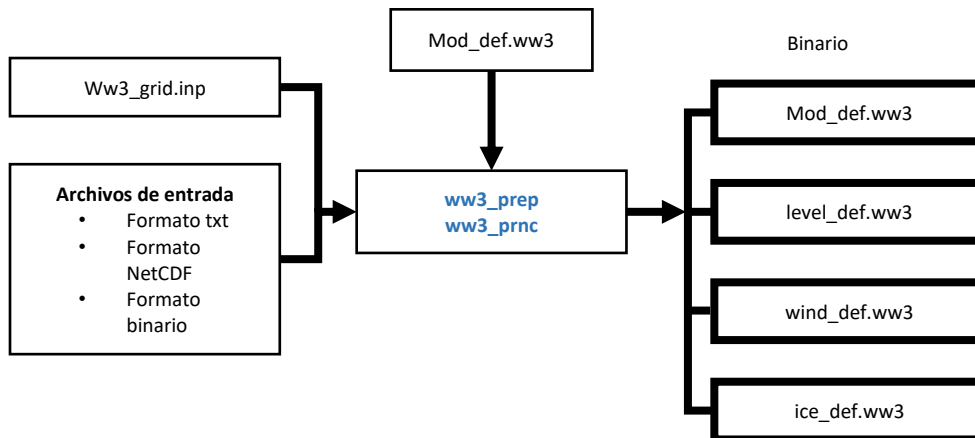 Mod_def.ww3
Binario
Ww3_grid.inp
Archivos de entrada
• Formato txt
• Formato
NetCDF
• Formato
binario
ww3_prep
ww3_prnc
Mod_def.ww3
level_def.ww3
wind_def.ww3
ice_def.ww3